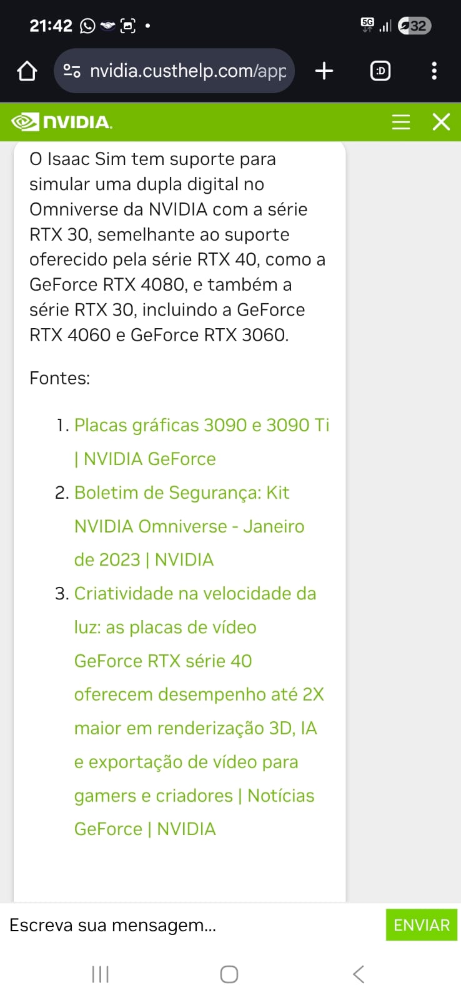 21:42
5G
32
nvidia.custhelp.com/app
:D
NVIDIA.
O Isaac Sim tem suporte para
simular uma dupla digital no
Omniverse da NVIDIA com a série
RTX 30, semelhante ao suporte
oferecido pela série RTX 40, como a
GeForce RTX 4080, e também a
série RTX 30, incluindo a GeForce
RTX 4060 e GeForce RTX 3060.
Fontes:
1. Placas gráficas 3090 e 3090 Ti
| NVIDIA GeForce
2. Boletim de Segurança: Kit
NVIDIA Omniverse - Janeiro
de 2023 | NVIDIA
3. Criatividade na velocidade da
luz: as placas de vídeo
GeForce RTX série 40
oferecem desempenho até 2X
maior em renderização 3D, IA
e exportação de vídeo para
gamers e criadores | Notícias
GeForce | NVIDIA
Escreva sua mensagem...
ENVIAR